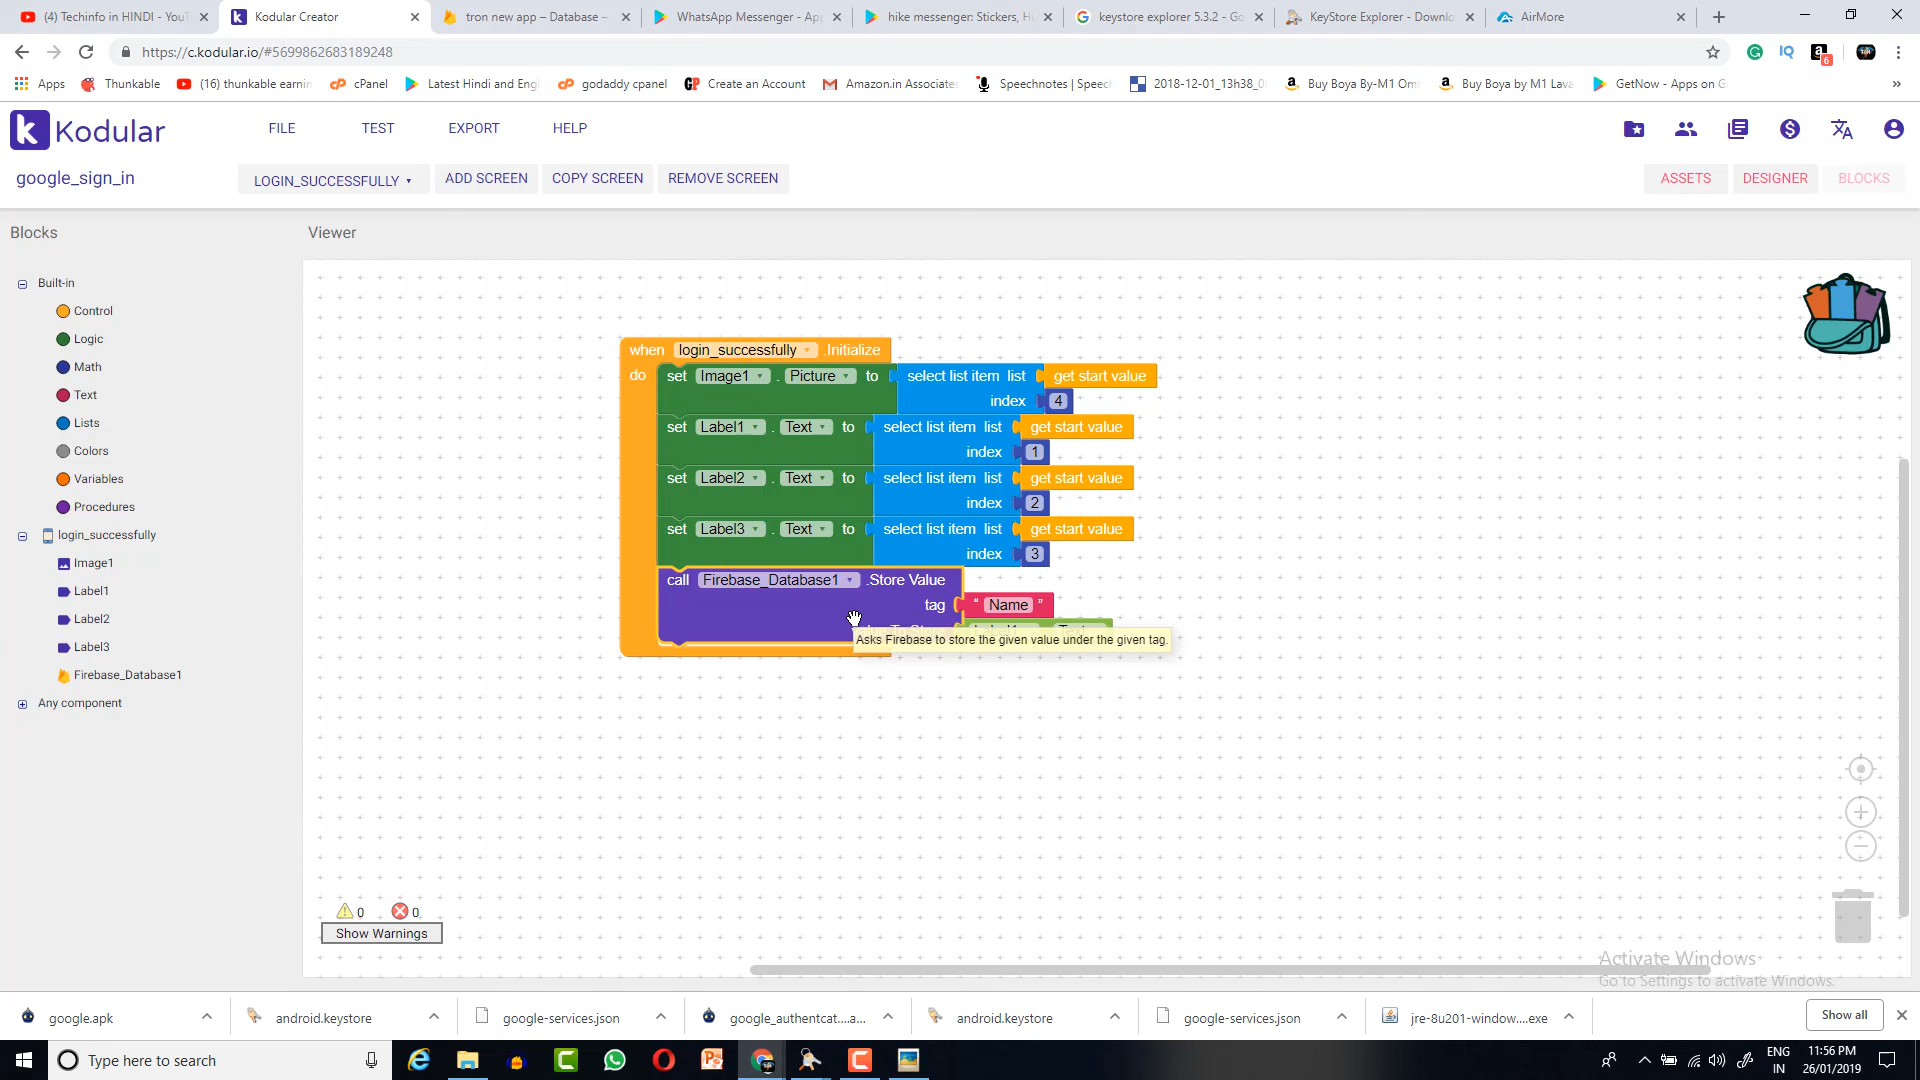 (4) Techinfo in HINDI - YouT
Kodular Creator
tron new app – Database –
WhatsApp Messenger - App
hike messenger: Stickers, Hi
keystore explorer 5.3.2 - Go
KeyStore Explorer - Downlo
AirMore
https://c.kodular.io/#5699862683189248
6
Apps
Thunkable
(16) thunkable earnin
cPanel
Latest Hindi and Eng
godaddy cpanel
Create an Account
Amazon.in Associate
Speechnotes | Speec
2018-12-01_13h38_0
Buy Boya By-M1 Om
Buy Boya by M1 Lava
GetNow - Apps on G
Kodular
FILE
TEST
EXPORT
HELP
google_sign_in
LOGIN_SUCCESSFULLY
ADD SCREEN
COPY SCREEN
REMOVE SCREEN
ASSETS
DESIGNER
BLOCKS
Blocks
Viewer
Built-in
Control
Logic
Math
Text
Lists
Colors
Variables
Procedures
login_successfully
Image1
Label1
Label2
Label3
Firebase_Database1
Any component
when login_successfully .Initialize
do set Image1 . Picture to select list item list get start value
index 4
set Label1 . Text to select list item list get start value
index 1
set Label2 . Text to select list item list get start value
index 2
set Label3 . Text to select list item list get start value
index 3
call Firebase_Database1 .Store Value
tag “ Name ”
Asks Firebase to store the given value under the given tag.
0 0
Show Warnings
Activate Windows
Go to Settings to activate Windows.
google.apk
android.keystore
google-services.json
google_authentcat....a...
android.keystore
google-services.json
jre-8u201-window....exe
Show all
Type here to search
ENG
IN
11:56 PM
26/01/2019